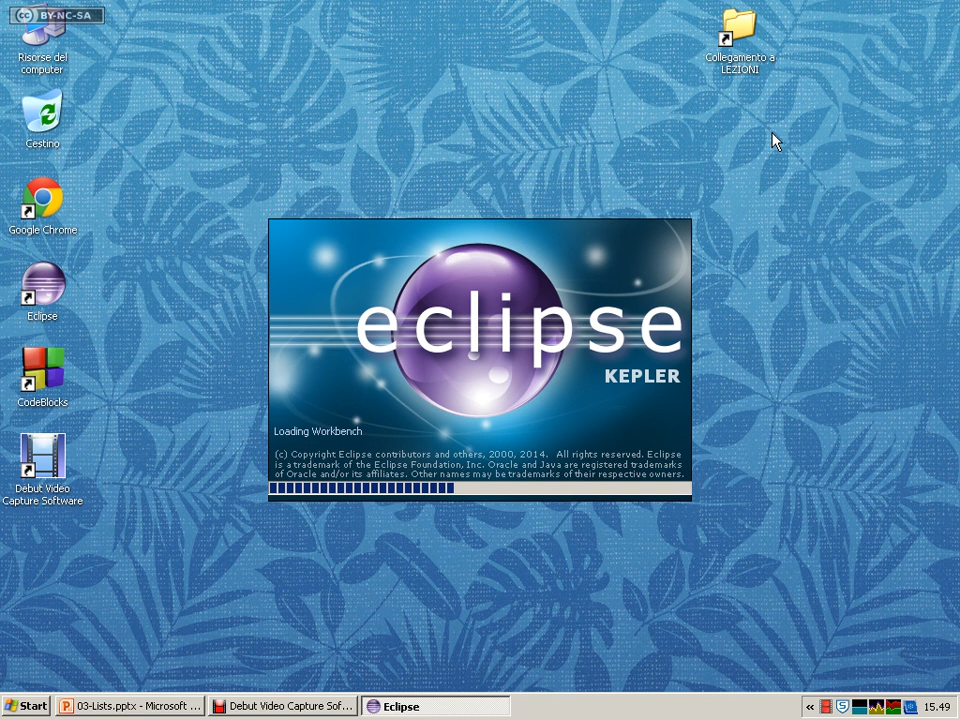 BY-NC-SA
Risorse del
computer
Cestino
Google Chrome
Eclipse
CodeBlocks
Debut Video
Capture Software
Collegamento a
LEZIONI
eclipse
KEPLER
Loading Workbench
(c) Copyright Eclipse contributors and others, 2000, 2014. All rights reserved. Eclipse
is a trademark of the Eclipse Foundation, Inc. Oracle and Java are registered trademarks
of Oracle and/or its affiliates. Other names may be trademarks of their respective owners.
Start
03-Lists.pptx - Microsoft ...
Debut Video Capture Sof...
Eclipse
15.49